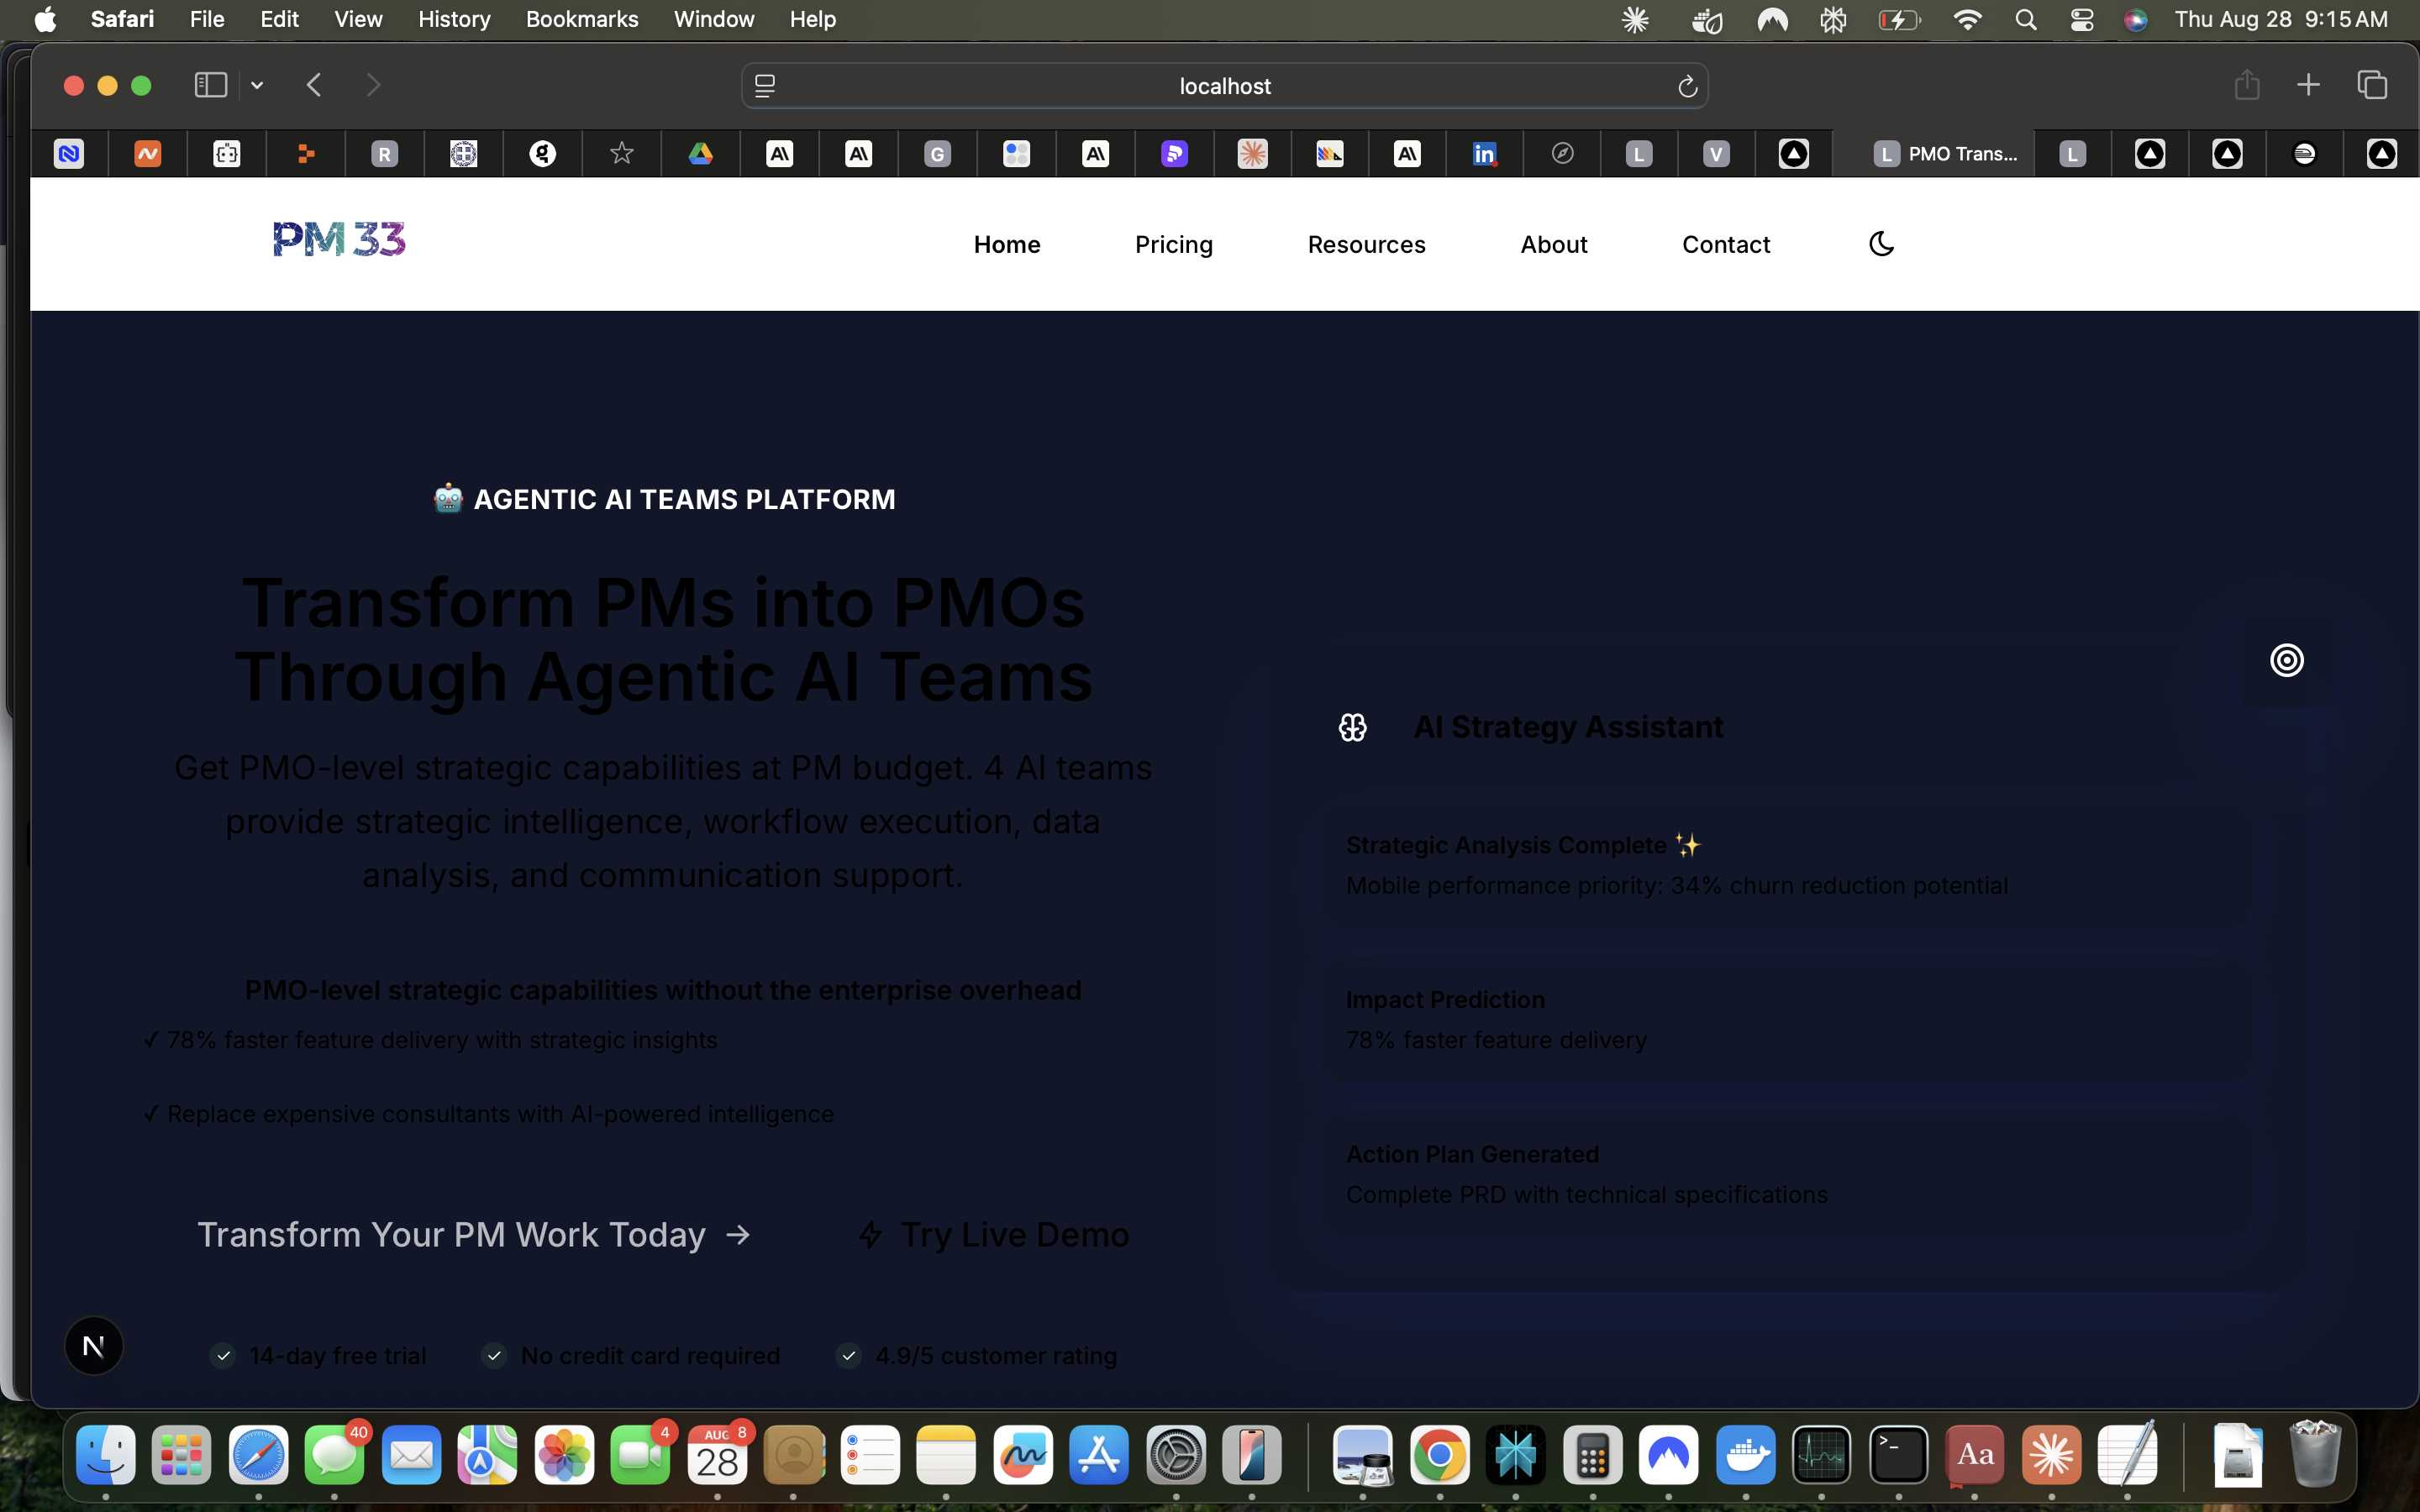 Safari File Edit View History Bookmarks Window Help Thu Aug 28 9:15 AM
localhost
R G L V L PMO Trans... L
PM 33 Home Pricing Resources About Contact
🤖 AGENTIC AI TEAMS PLATFORM
Transform PMs into PMOs
Through Agentic AI Teams
Get PMO-level strategic capabilities at PM budget. 4 AI teams
provide strategic intelligence, workflow execution, data
analysis, and communication support.
PMO-level strategic capabilities without the enterprise overhead
✓ 78% faster feature delivery with strategic insights
✓ Replace expensive consultants with AI-powered intelligence
Transform Your PM Work Today → Try Live Demo
14-day free trial No credit card required 4.9/5 customer rating
AI Strategy Assistant
Strategic Analysis Complete ✨
Mobile performance priority: 34% churn reduction potential
Impact Prediction
78% faster feature delivery
Action Plan Generated
Complete PRD with technical specifications
N
40 4 AUG 28 8 Aa